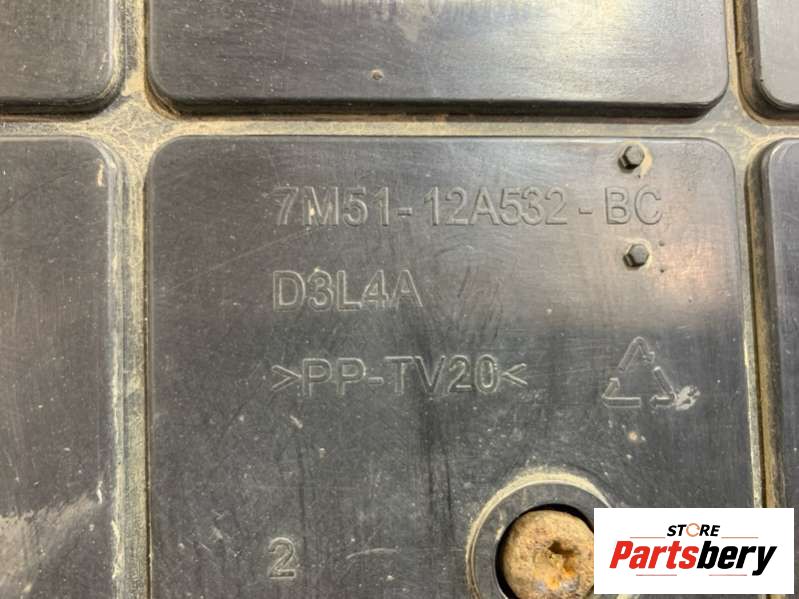 7M51-12A532-BC
D3L4A
>PP-TV20<
2
STORE
Partsbery